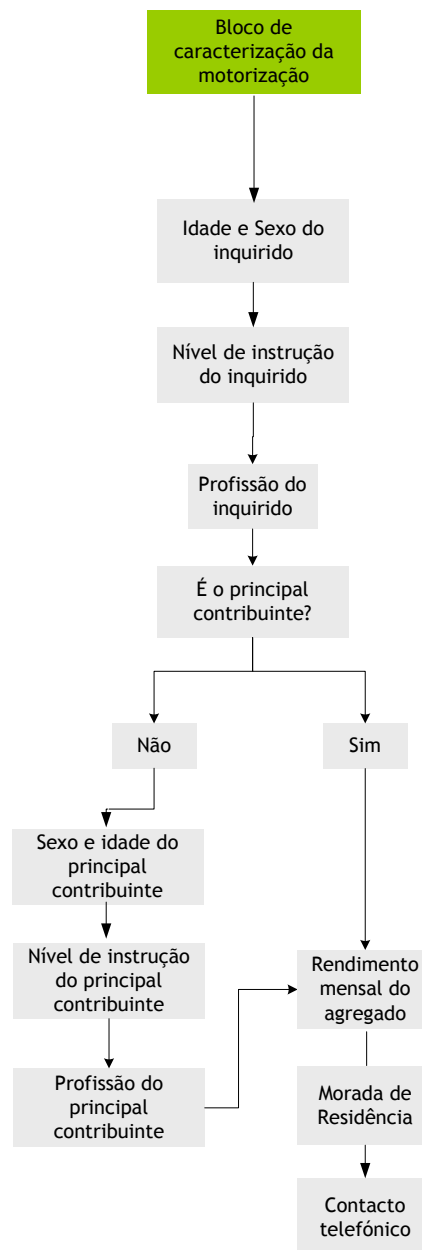 Bloco de
caracterização da
motorização
Idade e Sexo do
inquirido
Nível de instrução
do inquirido
Profissão do
inquirido
É o principal
contribuinte?
Não
Sim
Sexo e idade do
principal
contribuinte
Nível de instrução
do principal
contribuinte
Profissão do
principal
contribuinte
Rendimento
mensal do
agregado
Morada de
Residência
Contacto
telefónico